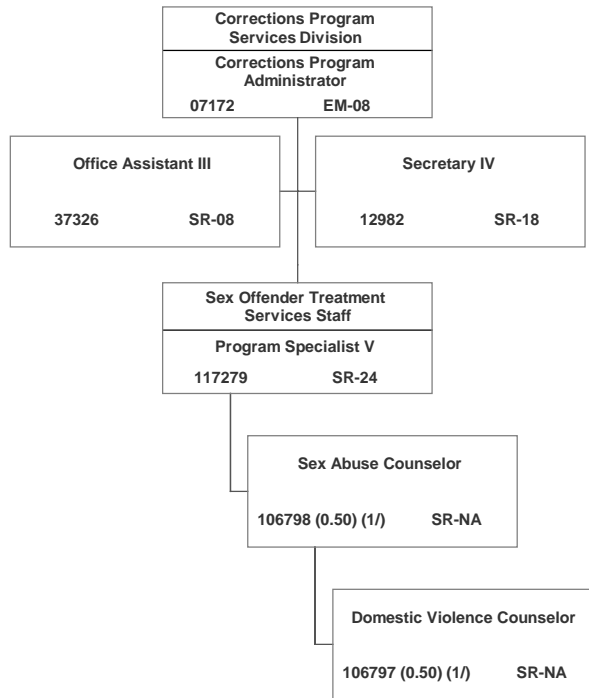 Corrections Program
Services Division
Corrections Program
Administrator
07172 EM-08
Office Assistant III
37326 SR-08
Secretary IV
12982 SR-18
Sex Offender Treatment
Services Staff
Program Specialist V
117279 SR-24
Sex Abuse Counselor
106798 (0.50) (1/) SR-NA
Domestic Violence Counselor
106797 (0.50) (1/) SR-NA